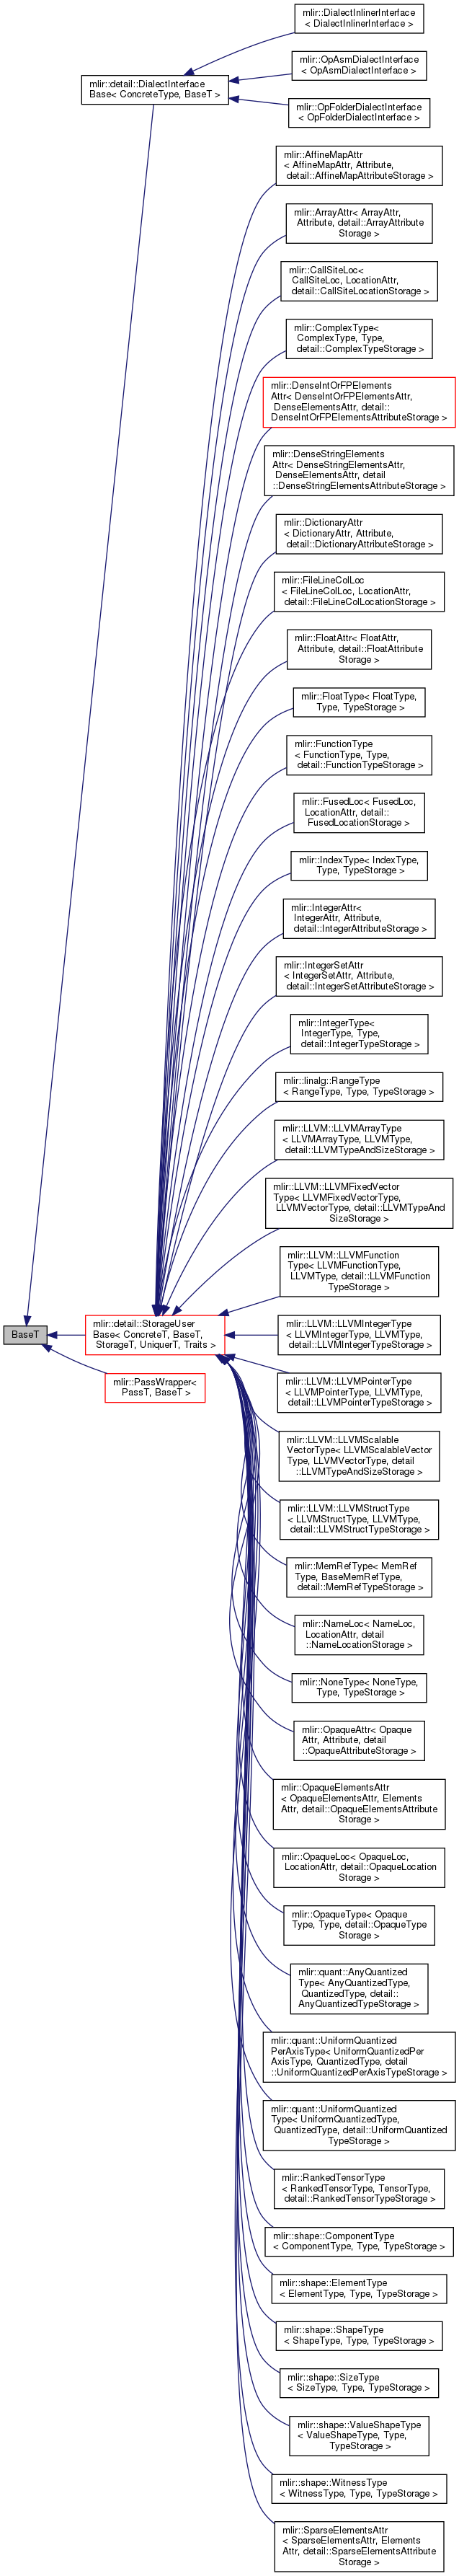 mlir::DialectInlinerInterface
< DialectInlinerInterface >
mlir::OpAsmDialectInterface
< OpAsmDialectInterface >
mlir::detail::DialectInterface
Base< ConcreteType, BaseT >
mlir::OpFolderDialectInterface
< OpFolderDialectInterface >
mlir::AffineMapAttr
< AffineMapAttr, Attribute,
detail::AffineMapAttributeStorage >
mlir::ArrayAttr< ArrayAttr,
Attribute, detail::ArrayAttribute
Storage >
mlir::CallSiteLoc<
CallSiteLoc, LocationAttr,
detail::CallSiteLocationStorage >
mlir::ComplexType<
ComplexType, Type,
detail::ComplexTypeStorage >
mlir::DenseIntOrFPElements
Attr< DenseIntOrFPElementsAttr,
DenseElementsAttr, detail::
DenseIntOrFPElementsAttributeStorage >
mlir::DenseStringElements
Attr< DenseStringElementsAttr,
DenseElementsAttr, detail
::DenseStringElementsAttributeStorage >
mlir::DictionaryAttr
< DictionaryAttr, Attribute,
detail::DictionaryAttributeStorage >
mlir::FileLineColLoc
< FileLineColLoc, LocationAttr,
detail::FileLineColLocationStorage >
mlir::FloatAttr< FloatAttr,
Attribute, detail::FloatAttribute
Storage >
mlir::FloatType< FloatType,
Type, TypeStorage >
mlir::FunctionType
< FunctionType, Type,
detail::FunctionTypeStorage >
mlir::FusedLoc< FusedLoc,
LocationAttr, detail::
FusedLocationStorage >
mlir::IndexType< IndexType,
Type, TypeStorage >
mlir::IntegerAttr<
IntegerAttr, Attribute,
detail::IntegerAttributeStorage >
mlir::IntegerSetAttr
< IntegerSetAttr, Attribute,
detail::IntegerSetAttributeStorage >
mlir::IntegerType<
IntegerType, Type,
detail::IntegerTypeStorage >
mlir::linalg::RangeType
< RangeType, Type, TypeStorage >
mlir::LLVM::LLVMArrayType
< LLVMArrayType, LLVMType,
detail::LLVMTypeAndSizeStorage >
mlir::LLVM::LLVMFixedVector
Type< LLVMFixedVectorType,
LLVMVectorType, detail::LLVMTypeAnd
SizeStorage >
mlir::LLVM::LLVMFunction
Type< LLVMFunctionType,
LLVMType, detail::LLVMFunction
TypeStorage >
BaseT
mlir::detail::StorageUser
Base< ConcreteT, BaseT,
StorageT, UniquerT, Traits >
mlir::LLVM::LLVMIntegerType
< LLVMIntegerType, LLVMType,
detail::LLVMIntegerTypeStorage >
mlir::PassWrapper<
PassT, BaseT >
mlir::LLVM::LLVMPointerType
< LLVMPointerType, LLVMType,
detail::LLVMPointerTypeStorage >
mlir::LLVM::LLVMScalable
VectorType< LLVMScalableVector
Type, LLVMVectorType, detail
::LLVMTypeAndSizeStorage >
mlir::LLVM::LLVMStructType
< LLVMStructType, LLVMType,
detail::LLVMStructTypeStorage >
mlir::MemRefType< MemRef
Type, BaseMemRefType,
detail::MemRefTypeStorage >
mlir::NameLoc< NameLoc,
LocationAttr, detail
::NameLocationStorage >
mlir::NoneType< NoneType,
Type, TypeStorage >
mlir::OpaqueAttr< Opaque
Attr, Attribute, detail
::OpaqueAttributeStorage >
mlir::OpaqueElementsAttr
< OpaqueElementsAttr, Elements
Attr, detail::OpaqueElementsAttribute
Storage >
mlir::OpaqueLoc< OpaqueLoc,
LocationAttr, detail::OpaqueLocation
Storage >
mlir::OpaqueType< Opaque
Type, Type, detail::OpaqueType
Storage >
mlir::quant::AnyQuantized
Type< AnyQuantizedType,
QuantizedType, detail::
AnyQuantizedTypeStorage >
mlir::quant::UniformQuantized
PerAxisType< UniformQuantizedPer
AxisType, QuantizedType, detail
::UniformQuantizedPerAxisTypeStorage >
mlir::quant::UniformQuantized
Type< UniformQuantizedType,
QuantizedType, detail::UniformQuantized
TypeStorage >
mlir::RankedTensorType
< RankedTensorType, TensorType,
detail::RankedTensorTypeStorage >
mlir::shape::ComponentType
< ComponentType, Type, TypeStorage >
mlir::shape::ElementType
< ElementType, Type, TypeStorage >
mlir::shape::ShapeType
< ShapeType, Type, TypeStorage >
mlir::shape::SizeType
< SizeType, Type, TypeStorage >
mlir::shape::ValueShapeType
< ValueShapeType, Type,
TypeStorage >
mlir::shape::WitnessType
< WitnessType, Type, TypeStorage >
mlir::SparseElementsAttr
< SparseElementsAttr, Elements
Attr, detail::SparseElementsAttribute
Storage >